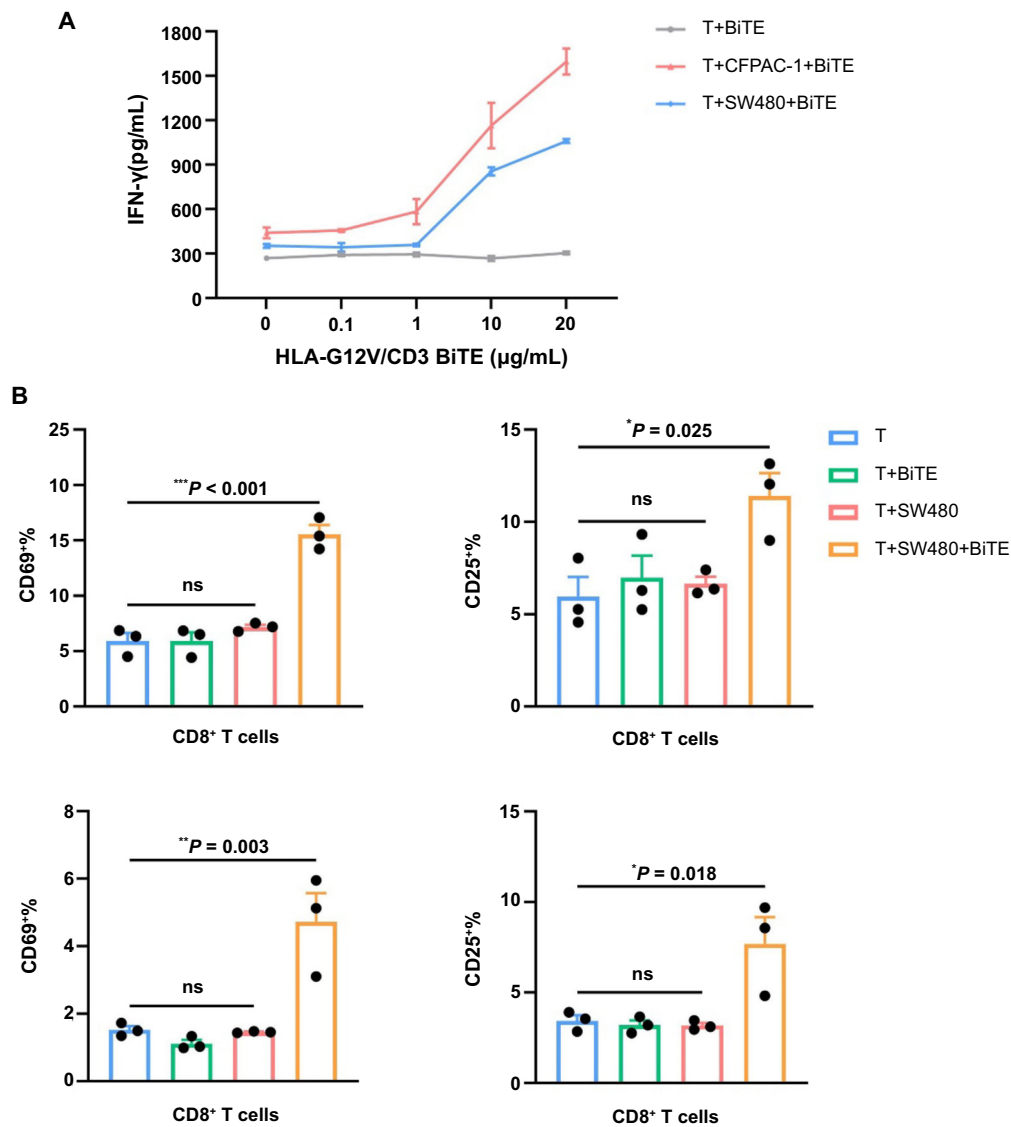 A
1800
1500
1200
900
600
300
0
IFN-γ(pg/mL)
0 0.1 1 10 20
HLA-G12V/CD3 BiTE (µg/mL)
T+BiTE
T+CFPAC-1+BiTE
T+SW480+BiTE
B
25
10
15
10
5
0
CD69⁺%
***P < 0.001
ns
CD8⁺ T cells
15
10
5
0
CD25⁺%
*P = 0.025
ns
CD8⁺ T cells
T
T+BiTE
T+SW480
T+SW480+BiTE
8
6
4
2
0
CD69⁺%
**P = 0.003
ns
CD8⁺ T cells
15
10
5
0
CD25⁺%
*P = 0.018
ns
CD8⁺ T cells